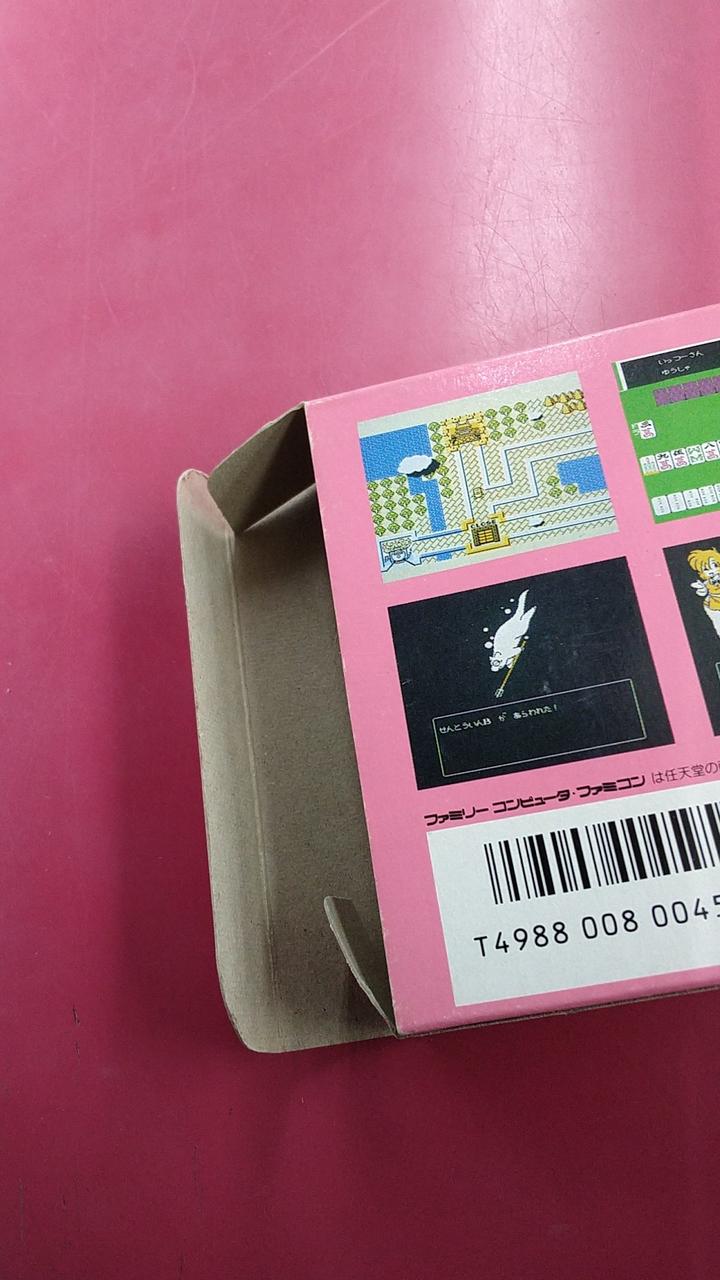 いっつーさん
ゆうしゃ
せんとういんB が あらわれた!
ファミリー コンピュータ・ファミコン は任天堂の
T4988 008 0045